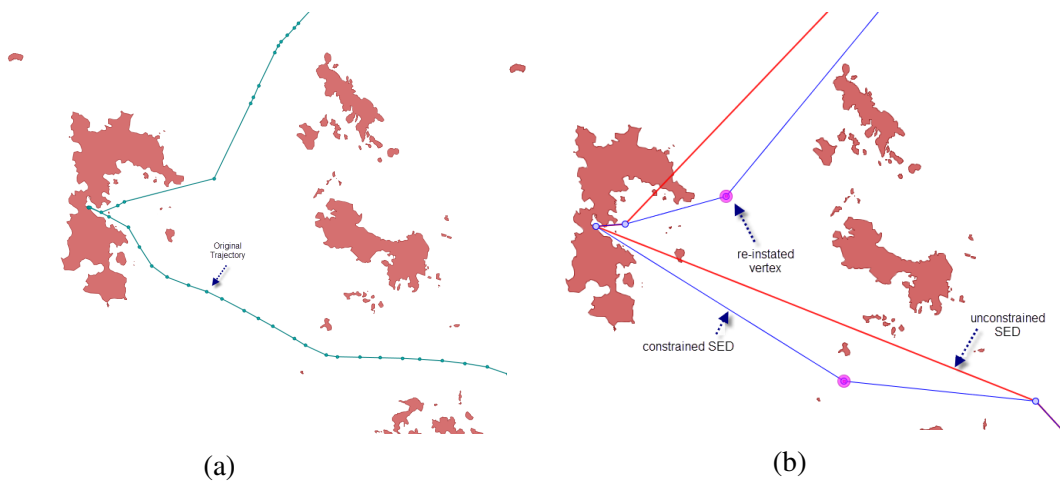 Original
Trajectory
re-instated
vertex
constrained SED
unconstrained
SED
(a)
(b)